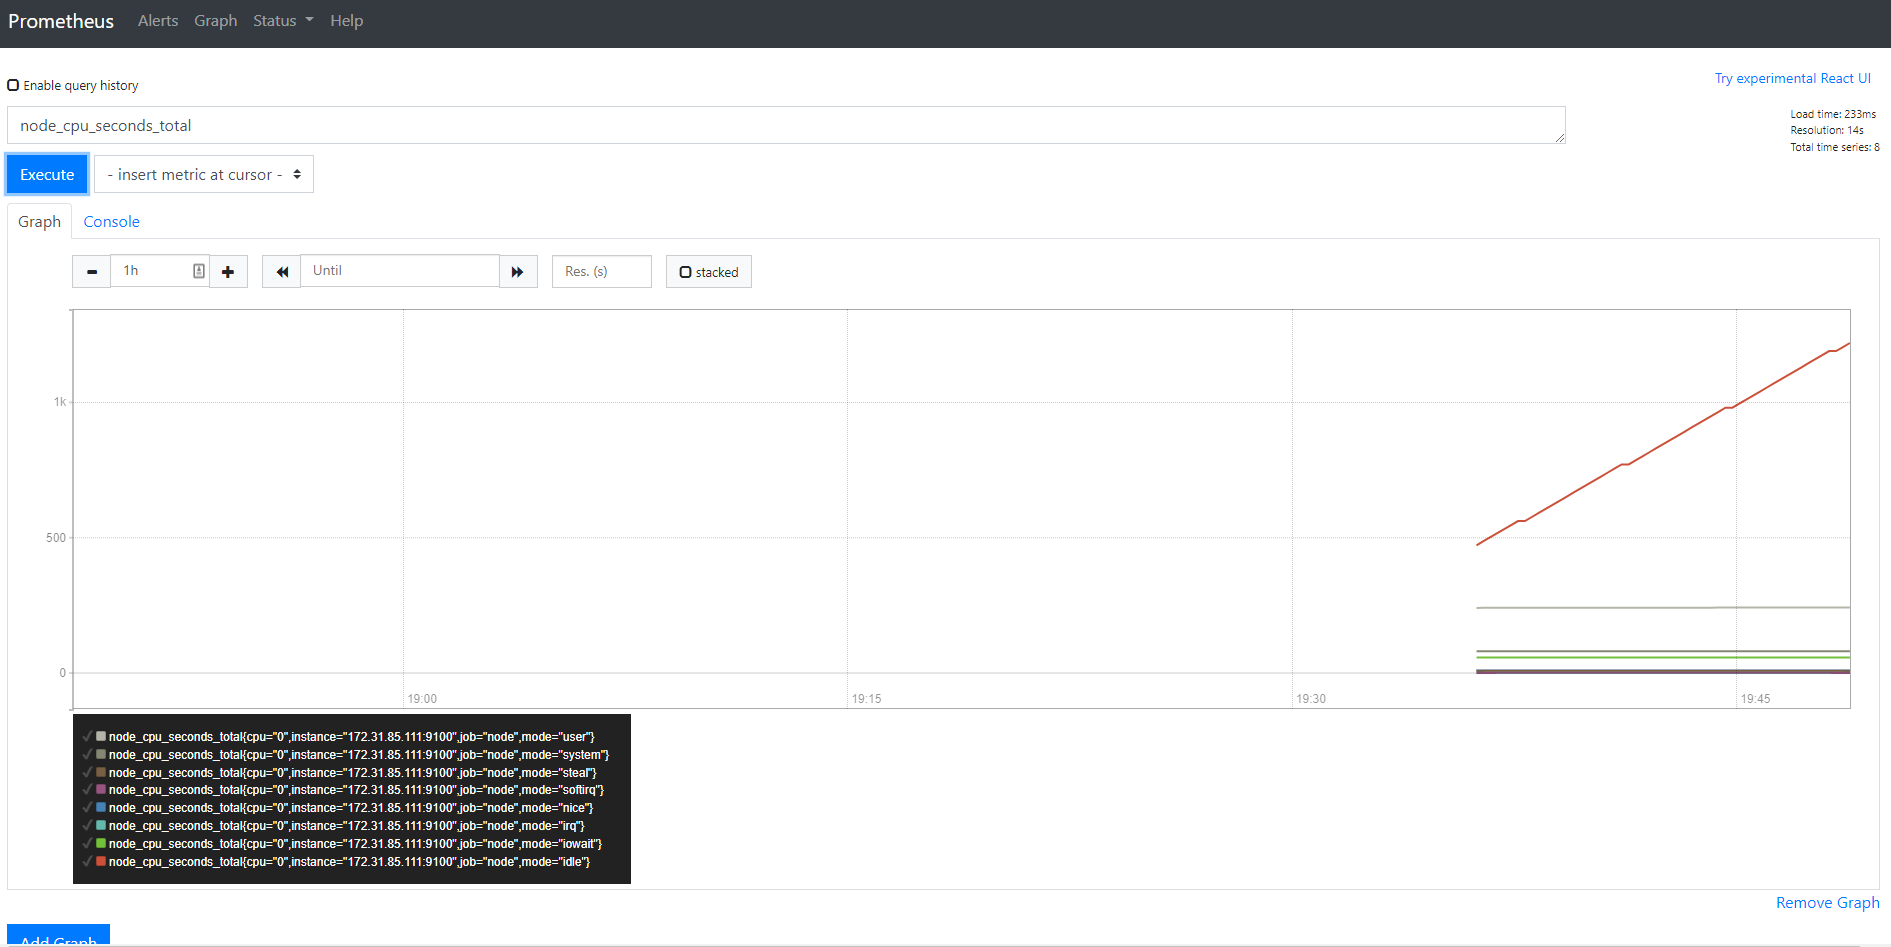 Prometheus Alerts Graph Status Help
Enable query history
Try experimental React UI
node_cpu_seconds_total
Load time: 233ms
Resolution: 14s
Total time series: 8
Execute - insert metric at cursor -
Graph Console
1h Until Res. (s) stacked
1k
500
0
19:00 19:15 19:30 19:45
node_cpu_seconds_total{cpu="0",instance="172.31.85.111:9100",job="node",mode="user"}
node_cpu_seconds_total{cpu="0",instance="172.31.85.111:9100",job="node",mode="system"}
node_cpu_seconds_total{cpu="0",instance="172.31.85.111:9100",job="node",mode="steal"}
node_cpu_seconds_total{cpu="0",instance="172.31.85.111:9100",job="node",mode="softirq"}
node_cpu_seconds_total{cpu="0",instance="172.31.85.111:9100",job="node",mode="nice"}
node_cpu_seconds_total{cpu="0",instance="172.31.85.111:9100",job="node",mode="irq"}
node_cpu_seconds_total{cpu="0",instance="172.31.85.111:9100",job="node",mode="iowait"}
node_cpu_seconds_total{cpu="0",instance="172.31.85.111:9100",job="node",mode="idle"}
Remove Graph
Add Graph